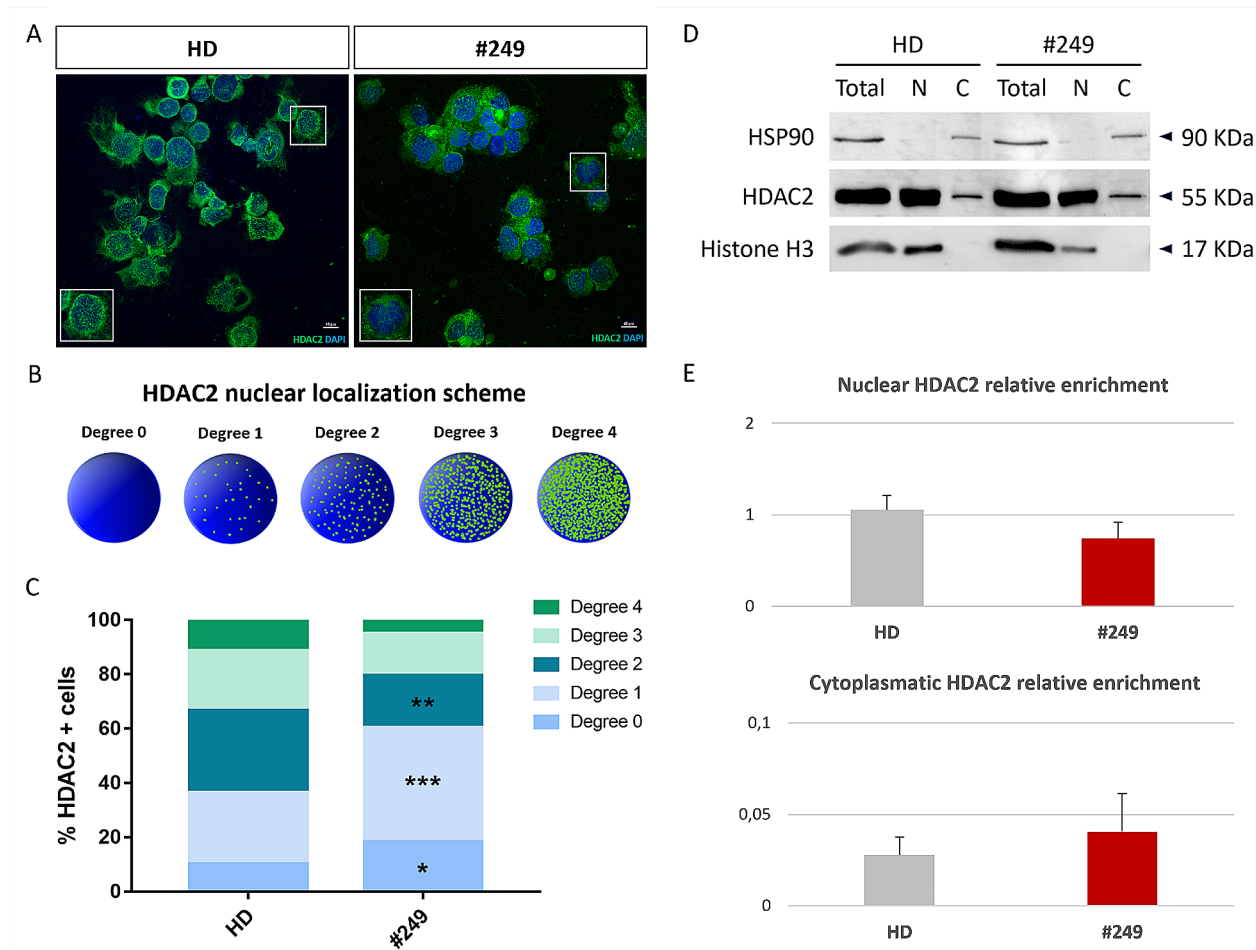 A
HD
#249
HDAC2 DAPI
HDAC2 DAPI
B
HDAC2 nuclear localization scheme
Degree 0 Degree 1 Degree 2 Degree 3 Degree 4
C
% HDAC2 + cells
100
80
60
40
20
0
**
***
*
HD
#249
Degree 4
Degree 3
Degree 2
Degree 1
Degree 0
D
HD #249
Total N C Total N C
HSP90 90 KDa
HDAC2 55 KDa
Histone H3 17 KDa
E
Nuclear HDAC2 relative enrichment
2
1
0
HD #249
Cytoplasmatic HDAC2 relative enrichment
0,1
0,05
0
HD #249